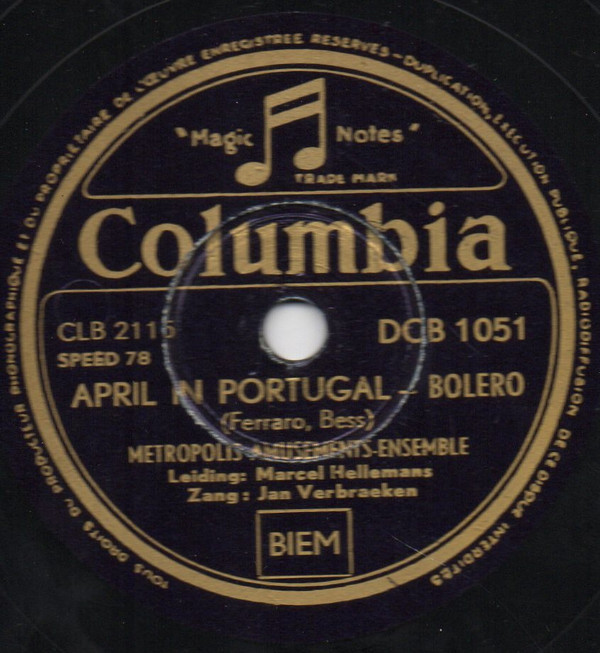 TOUS DROITS DU PRODUCTEUR PHONOGRAPHIQUE ET DU PROPRIETAIRE DE L'ŒUVRE ENREGISTREE RESERVES - DUPLICATION, EXECUTION PUBLIQUE, RADIODIFFUSION DE CE DISQUE INTERDITES
"Magic Notes"
TRADE MARK
Columbia
DCB 1051
SPEED 78
APRIL IN PORTUGAL - BOLERO
(Ferraro, Bess)
METROPOLIS AMUSEMENTS-ENSEMBLE
Leiding: Marcel Hellemans
Zang: Jan Verbraeken
BIEM